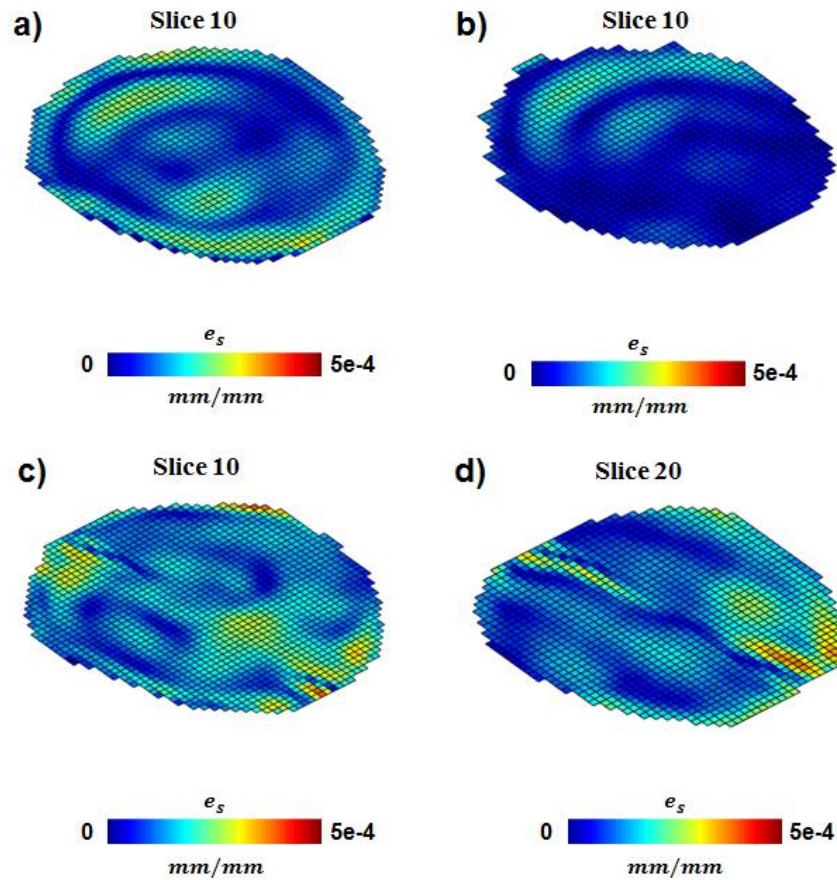 a) Slice 10
0 e_s 5e-4
mm/mm
b) Slice 10
0 e_s 5e-4
mm/mm
c) Slice 10
0 e_s 5e-4
mm/mm
d) Slice 20
0 e_s 5e-4
mm/mm